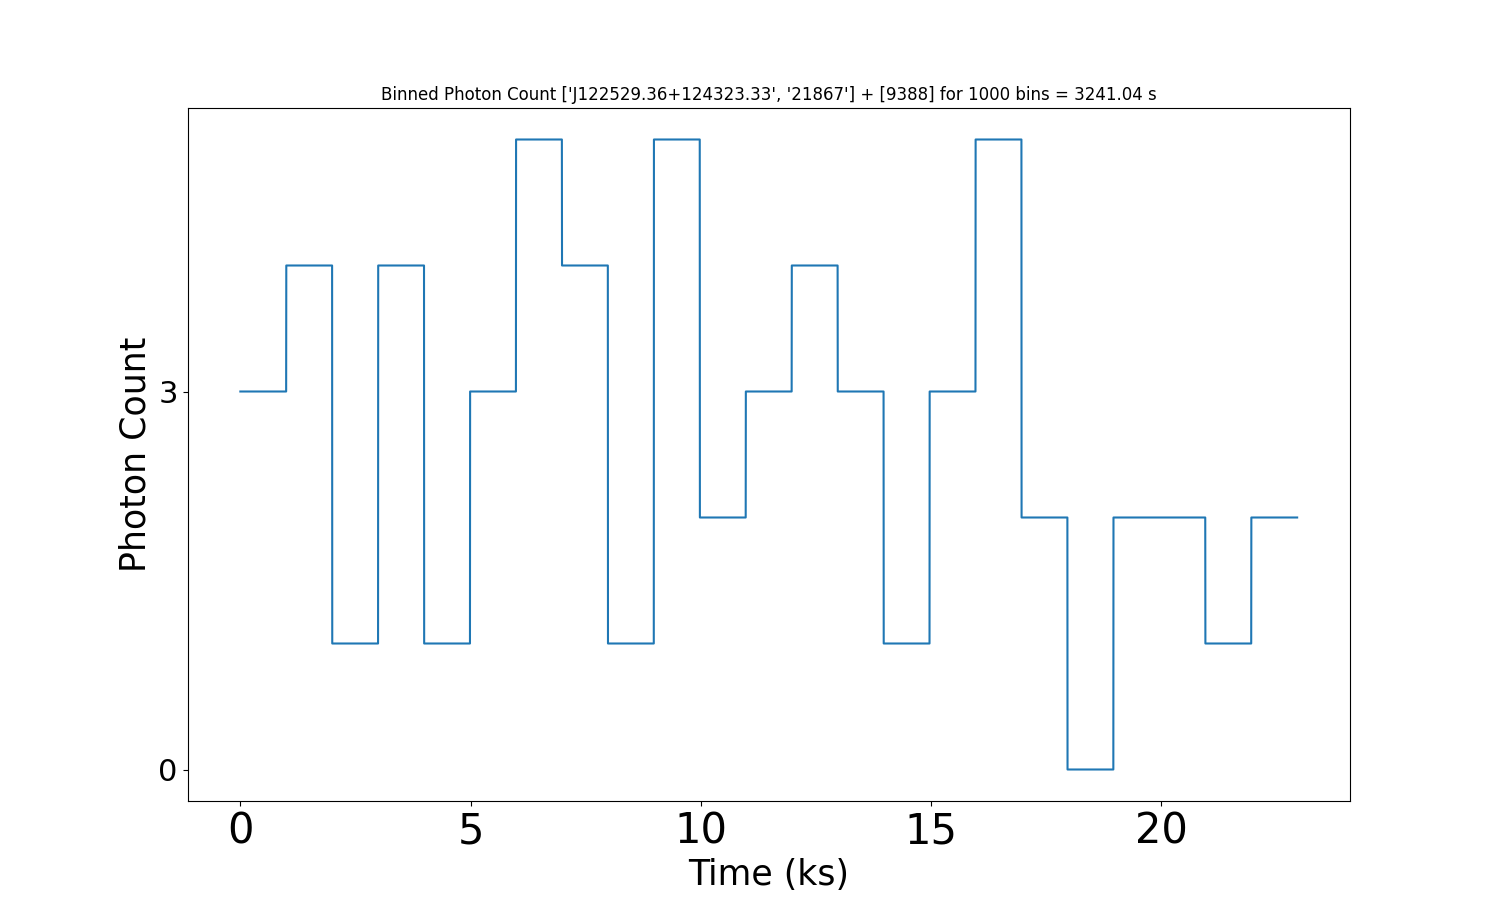 Binned Photon Count ['J122529.36+124323.33', '21867'] + [9388] for 1000 bins = 3241.04 s
Photon Count
3
0
0 5 10 15 20
Time (ks)